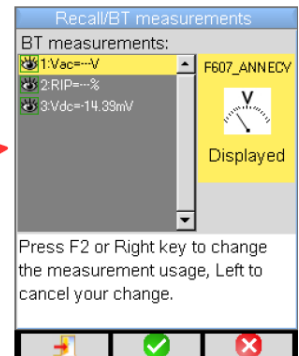 Recall/BT measurements
BT measurements:
1:Vac=---V
2:RIP=---%
3:Vdc=-14.39mV
F607_ANNECY
V
Displayed
Press F2 or Right key to change
the measurement usage, Left to
cancel your change.